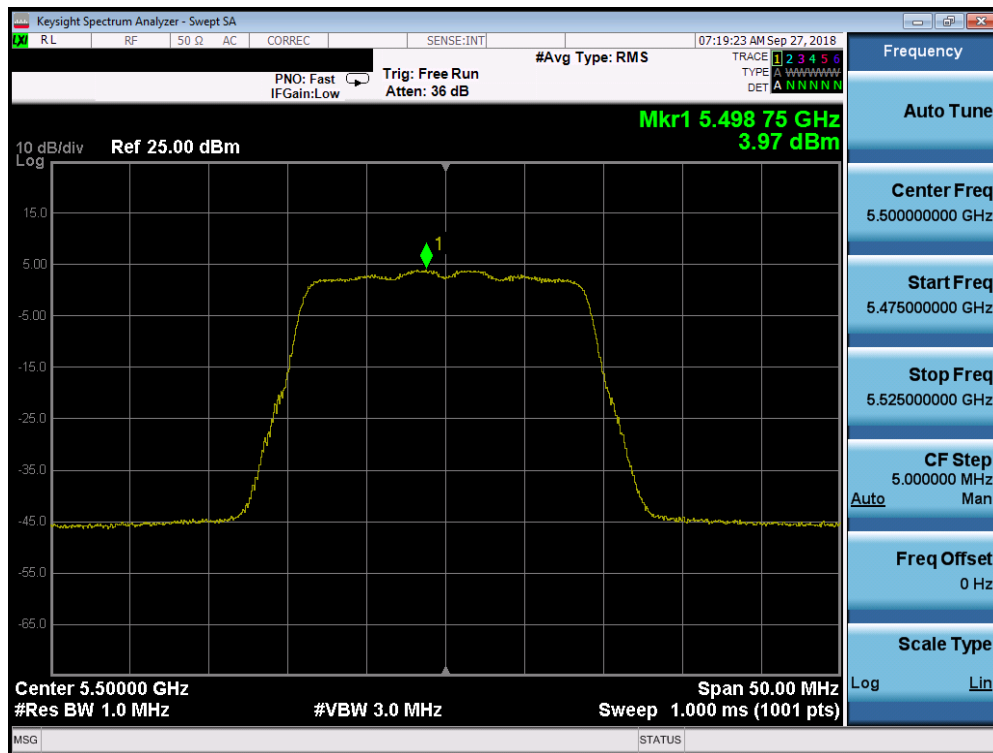 Keysight Spectrum Analyzer - Swept SA
LXI RL RF 50 Ω AC CORREC SENSE:INT 07:19:23 AM Sep 27, 2018
#Avg Type: RMS TRACE 1 2 3 4 5 6
PNO: Fast Trig: Free Run TYPE A WWWWW
IFGain:Low Atten: 36 dB DET A N N N N N
Mkr1 5.498 75 GHz
3.97 dBm
10 dB/div Ref 25.00 dBm
Log
15.0
1
5.00
-5.00
-15.0
-25.0
-35.0
-45.0
-55.0
-65.0
Center 5.50000 GHz Span 50.00 MHz
#Res BW 1.0 MHz #VBW 3.0 MHz Sweep 1.000 ms (1001 pts)
MSG STATUS
Frequency
Auto Tune
Center Freq
5.500000000 GHz
Start Freq
5.475000000 GHz
Stop Freq
5.525000000 GHz
CF Step
5.000000 MHz
Auto Man
Freq Offset
0 Hz
Scale Type
Log Lin